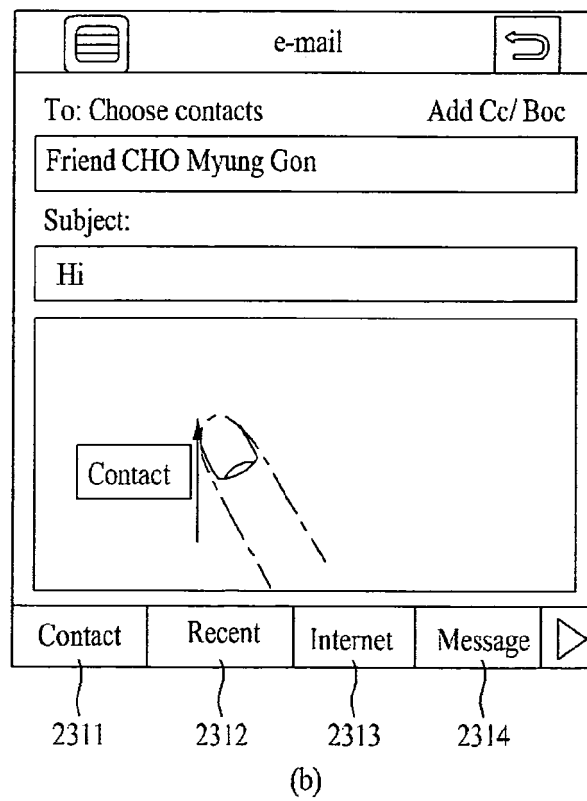 e-mail
To: Choose contacts Add Cc/ Boc
Friend CHO Myung Gon
Subject:
Hi
Contact
Contact Recent Internet Message
2311 2312 2313 2314
(b)